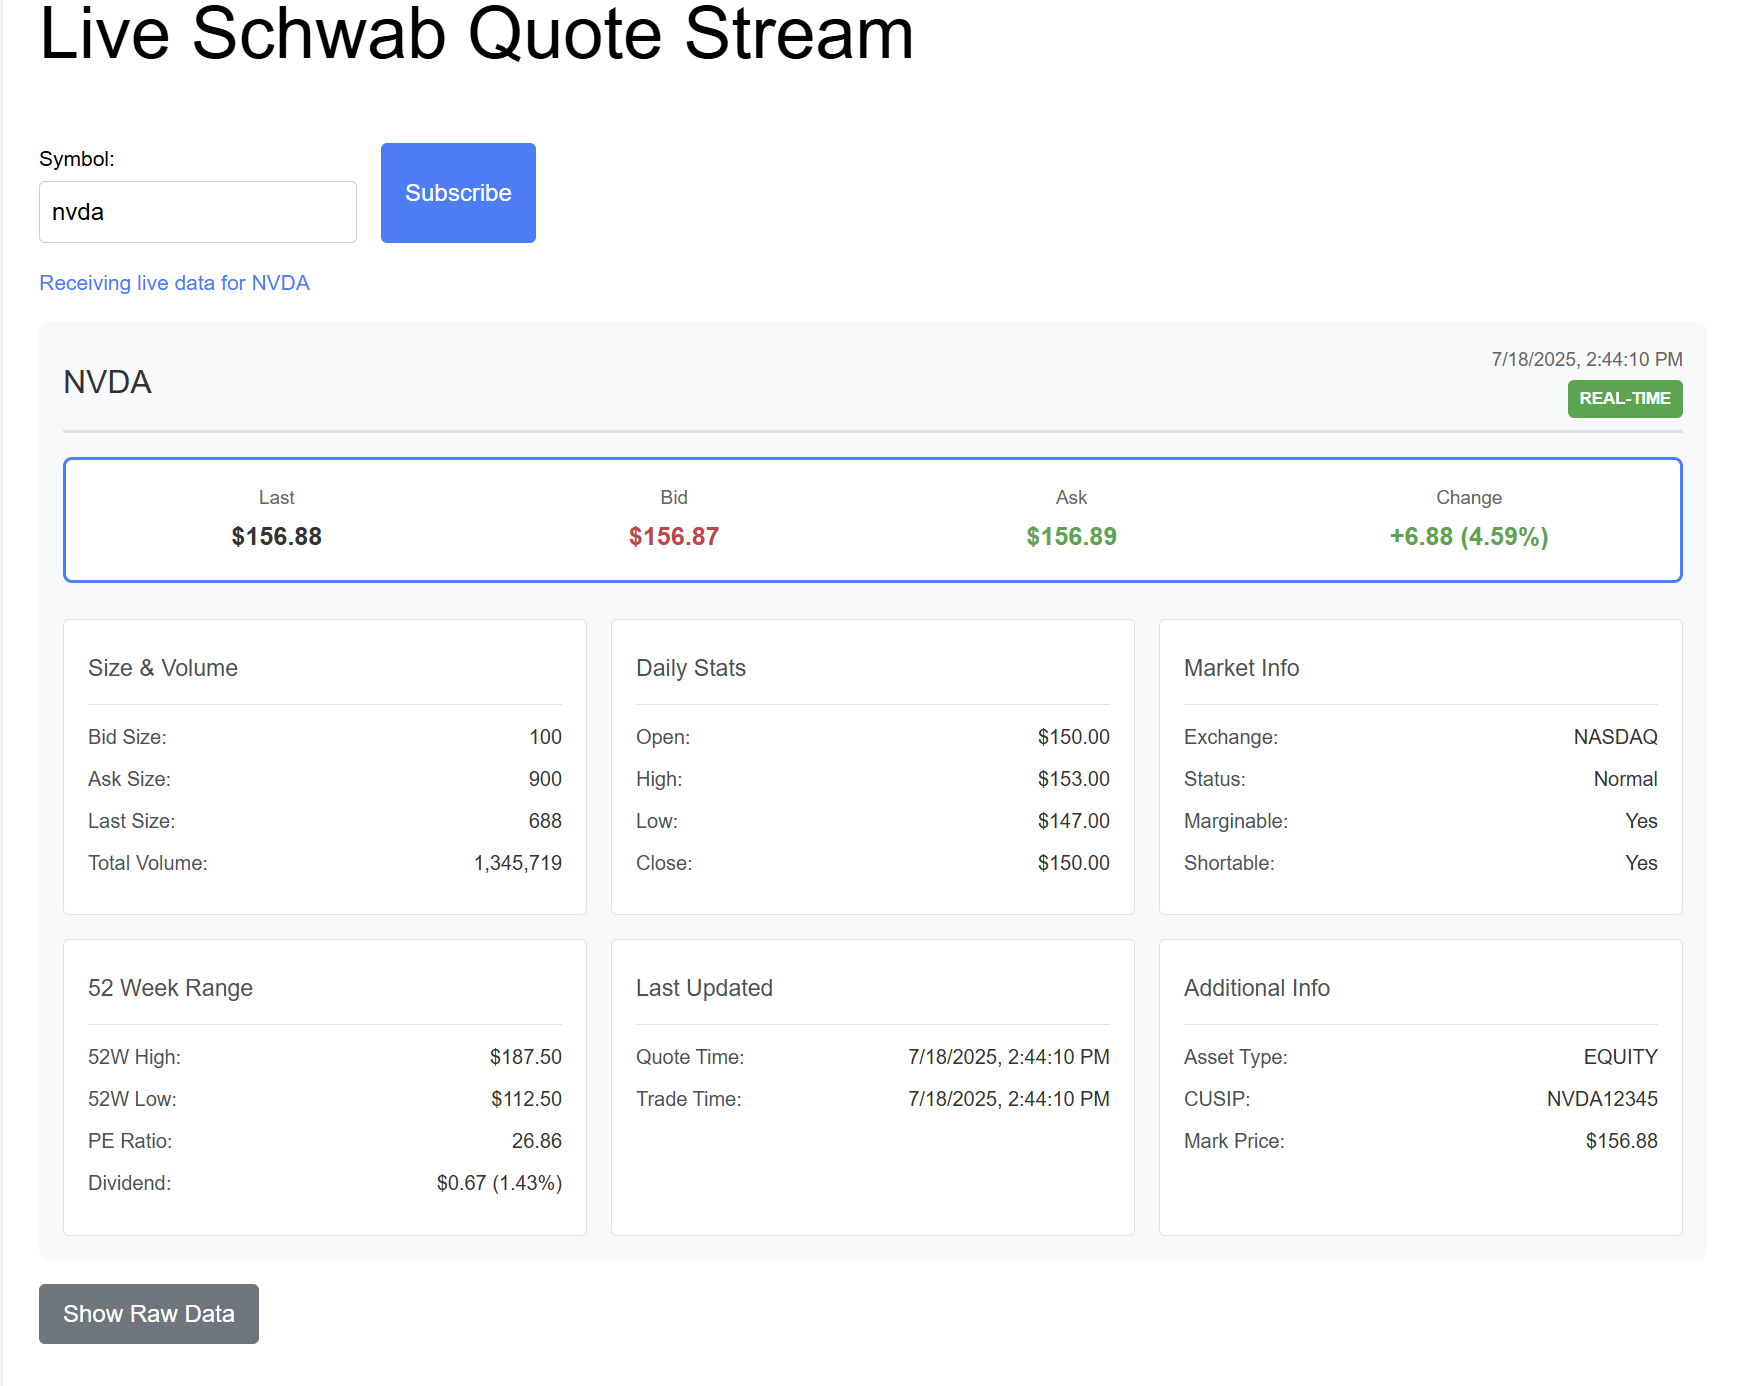 Live Schwab Quote Stream
Symbol:
nvda
Subscribe
Receiving live data for NVDA
NVDA
7/18/2025, 2:44:10 PM
REAL-TIME
Last
$156.88
Bid
$156.87
Ask
$156.89
Change
+6.88 (4.59%)
Size & Volume
Bid Size: 100
Ask Size: 900
Last Size: 688
Total Volume: 1,345,719
Daily Stats
Open: $150.00
High: $153.00
Low: $147.00
Close: $150.00
Market Info
Exchange: NASDAQ
Status: Normal
Marginable: Yes
Shortable: Yes
52 Week Range
52W High: $187.50
52W Low: $112.50
PE Ratio: 26.86
Dividend: $0.67 (1.43%)
Last Updated
Quote Time: 7/18/2025, 2:44:10 PM
Trade Time: 7/18/2025, 2:44:10 PM
Additional Info
Asset Type: EQUITY
CUSIP: NVDA12345
Mark Price: $156.88
Show Raw Data